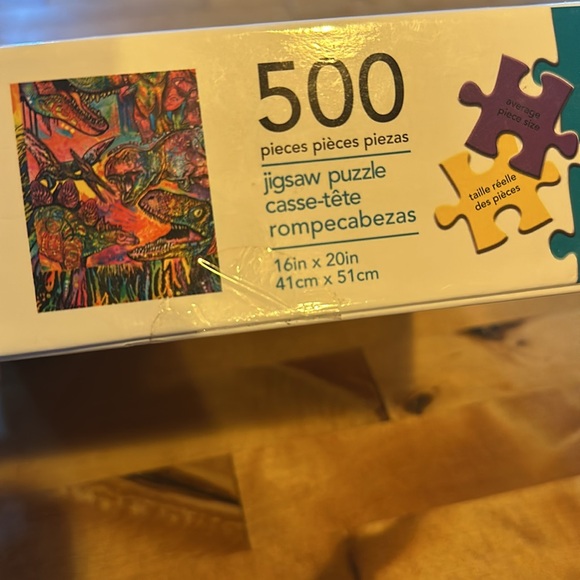 500
pieces pièces piezas
jigsaw puzzle
casse-tête
rompecabezas
16in x 20in
41cm x 51cm
average
piece size
taille réelle
des pièces